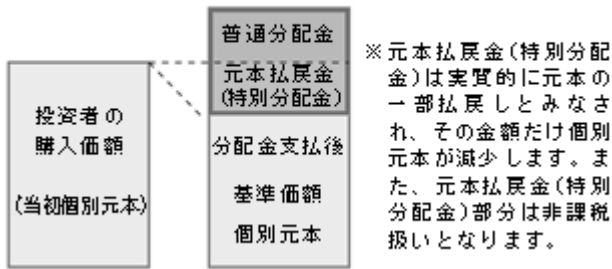 投資者の
購入価額
(当初個別元本)
普通分配金
元本払戻金
(特別分配金)
分配金支払後
基準価額
個別元本
※元本払戻金(特別分配
金)は実質的に元本の
一部払戻しとみなさ
れ、その金額だけ個別
元本が減少します。ま
た、元本払戻金(特別
分配金)部分は非課税
扱いとなります。